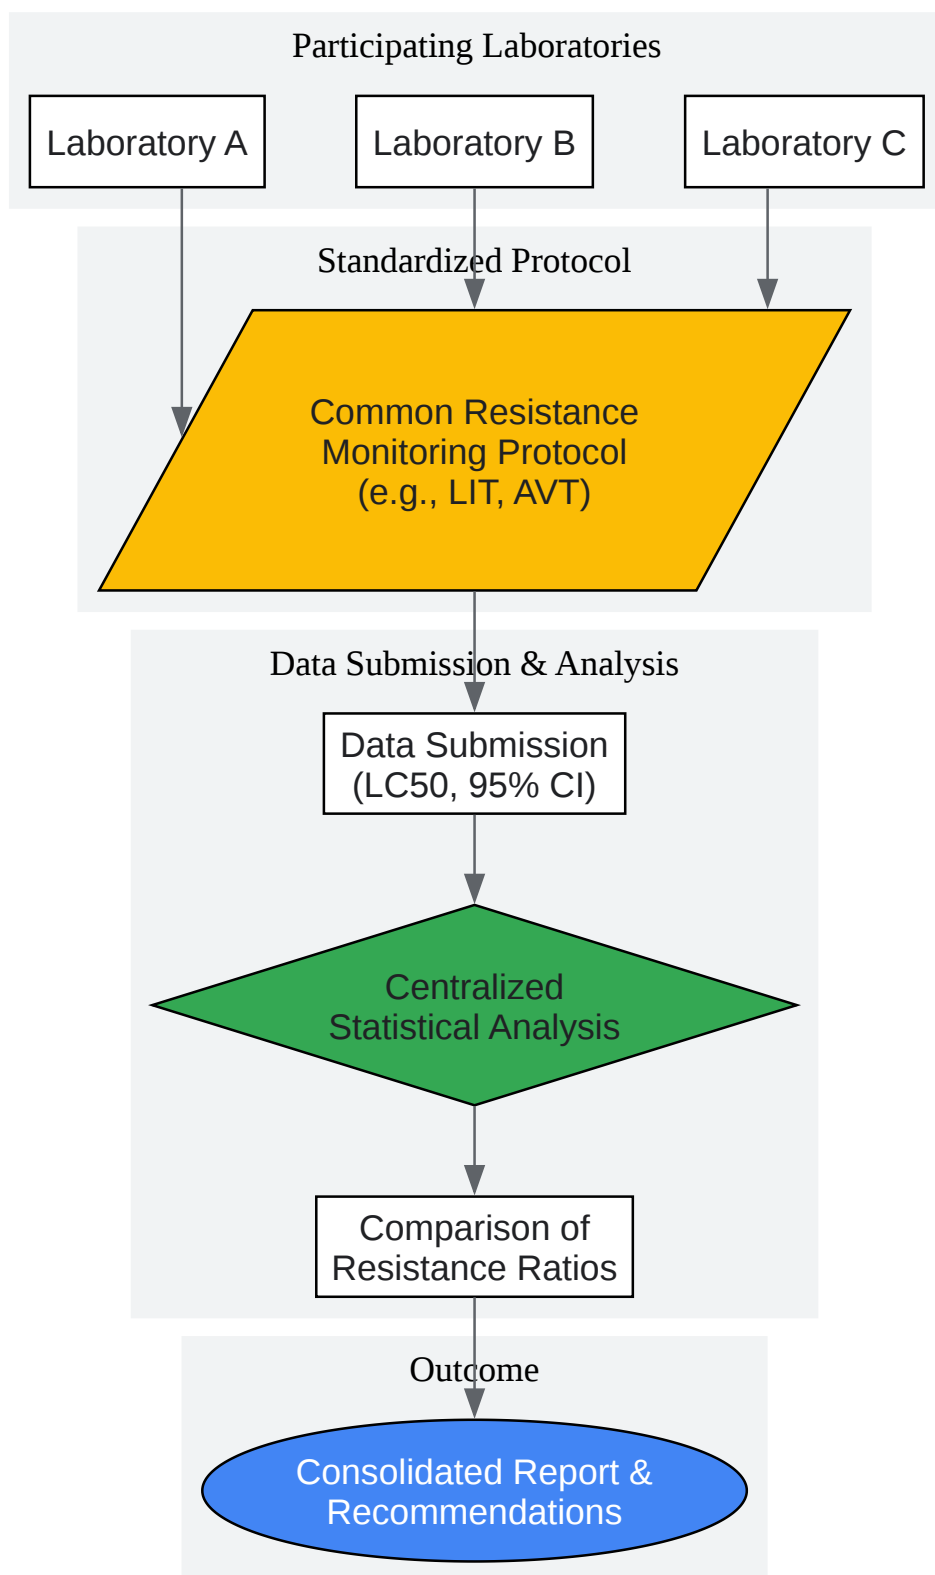 Participating Laboratories
Laboratory A
Laboratory B
Laboratory C
Standardized Protocol
Common Resistance
Monitoring Protocol
(e.g., LIT, AVT)
Data Submission & Analysis
Data Submission
(LC50, 95% CI)
Centralized
Statistical Analysis
Comparison of
Resistance Ratios
Outcome
Consolidated Report &
Recommendations